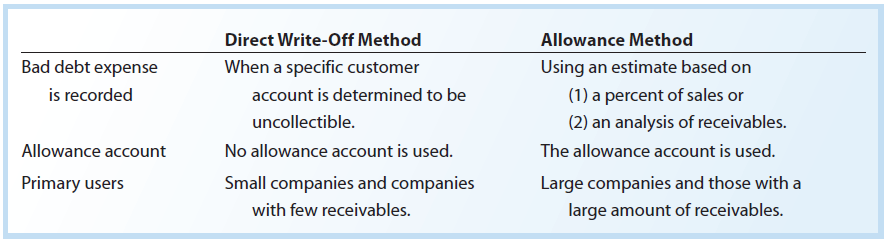 Direct Write-Off Method Allowance Method
Bad debt expense When a specific customer Using an estimate based on
is recorded account is determined to be (1) a percent of sales or
uncollectible. (2) an analysis of receivables.
Allowance account No allowance account is used. The allowance account is used.
Primary users Small companies and companies Large companies and those with a
with few receivables. large amount of receivables.